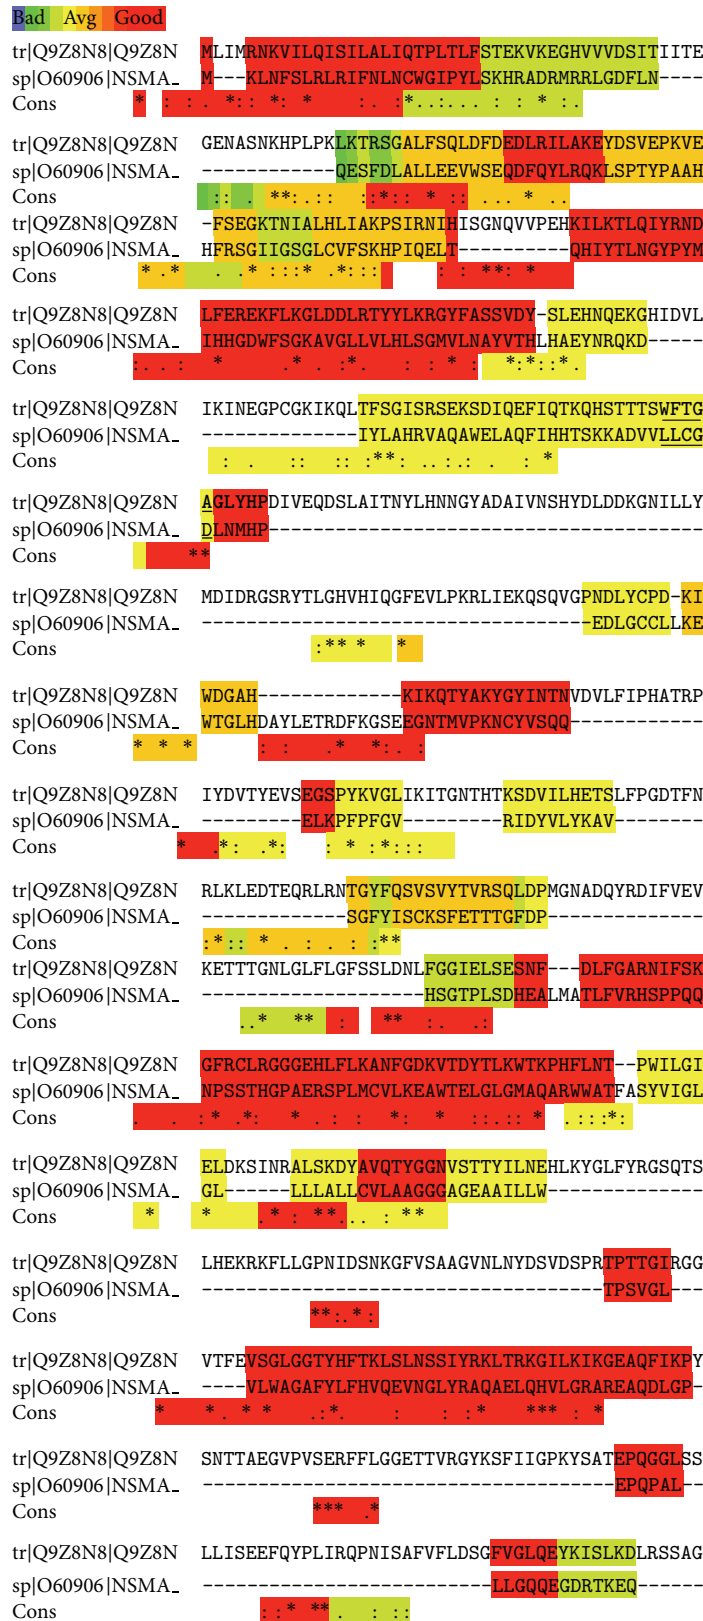 Bad Avg Good
tr|Q9Z8N8|Q9Z8N MLIMRNKVILQISILALIQTPLTLFSTEKVKEGHVVVDSITIITE
sp|O60906|NSMA_ M---KLNFSLRLRIFNLNCWGIPYLSKHRADRMRRLGDFLN----
Cons * : : . *:: *: * : .: *..:... : * :.
tr|Q9Z8N8|Q9Z8N GENASNKHPLPKLKTRSGALFSQLDFDEDLRILAKEYDSVEPKVE
sp|O60906|NSMA_ ------------QESFDLALLEEVWSEQDFQYLRQKLSPTYPAAH
Cons :: . **:.:: ::*:: * :: ... * .
tr|Q9Z8N8|Q9Z8N -FSEGKTNIALHLIAKPSIRNIHISGNQVVPEHKILKTLQIYRND
sp|O60906|NSMA_ HFRSGIIGSGLCVFSKHPIQELT----------QHIYTLNGYPYM
Cons * .* . .* :::* .*::: : : **: *
tr|Q9Z8N8|Q9Z8N LFEREKFLKGLDDLRTYYLKRGYFASSVDY-SLEHNQEKGHIDVL
sp|O60906|NSMA_ IHHGDWFSGKAVGLLVLHLSGMVLNAYVTHLHAEYNRQKD-----
Cons :. . : * .* . :*. : : * : *:*::*.
tr|Q9Z8N8|Q9Z8N IKINEGPCGKIKQLTFSGISRSEKSDIQEFIQTKQHSTTTSWFTG
sp|O60906|NSMA_ --------------IYLAHRVAQAWELAQFIHHTSKKADVVLLCG
Cons : . :: :: :**: ..:.: . : *
tr|Q9Z8N8|Q9Z8N AGLYHPDIVEQDSLAITNYLHNNGYADAIVNSHYDLDDKGNILLY
sp|O60906|NSMA_ DLNMHP---------------------------------------
Cons **
tr|Q9Z8N8|Q9Z8N MDIDRGSRYTLGHVHIQGFEVLPKRLIEKQSQVGPNDLYCPD-KI
sp|O60906|NSMA_ -----------------------------------EDLGCCLLKE
Cons :** * *
tr|Q9Z8N8|Q9Z8N WDGAH-------------KIKQTYAKYGYINTNVDVLFIPHATRP
sp|O60906|NSMA_ WTGLHDAYLETRDFKGSEEGNTMVPKNCYVSQQ------------
Cons * * * : : .* *: :
tr|Q9Z8N8|Q9Z8N IYDVTYEVSEGSPYKVGLIKITGNTHTKSDVILHETSLFPGDTFN
sp|O60906|NSMA_ ---------ELKPFPFGV---------RIDYVLYKAV--------
Cons * .*: .*: : * :*:::
tr|Q9Z8N8|Q9Z8N RLKLEDTEQRLRNTGYFQSVSVYTVRSQLDPMGNADQYRDIFVEV
sp|O60906|NSMA_ -------------SGFYISCKSFETTTGFDP--------------
Cons :*:: * . : . : :**
tr|Q9Z8N8|Q9Z8N KETTTGNLGLFLGFSSLDNLFGGIELSESNF---DLFGARNIFSK
sp|O60906|NSMA_ --------------------HSGTPLSDHEALMATLFVRHSPPQQ
Cons ..* **: : ** :. .:
tr|Q9Z8N8|Q9Z8N GFRCLRGGGEHLFLKANFGDKVTDYTLKWTKPHFLNT--PWILGI
sp|O60906|NSMA_ NPSSTHGPAERSPLMCVLKEAWTELGLGMAQARWWATFASYVIGL
Cons . . :* .*: * . : : *: * ::.:: * .:::*:
tr|Q9Z8N8|Q9Z8N ELDKSINRALSKDYAVQTYGGNVSTTYILNEHLKYGLFYRGSQTS
sp|O60906|NSMA_ GL------LLLALLCVLAAGGGAGEAAILLW--------------
Cons * * .* : **... : **
tr|Q9Z8N8|Q9Z8N LHEKRKFLLGPNIDSNKGFVSAAGVNLNYDSVDSPRTPTTGIRGG
sp|O60906|NSMA_ ------------------------------------TPSVGL---
Cons **:.*:
tr|Q9Z8N8|Q9Z8N VTFEVSGLGGTYHFTKLSLNSSIYRKLTRKGILKIKGEAQFIKPY
sp|O60906|NSMA_ ----VLWAGAFYLFHVQEVNGLYRAQAELQHVLGRAREAQDLGP-
Cons * *. * * .:*. : : :* *** : *
tr|Q9Z8N8|Q9Z8N SNTTAEGVPVSERFFLGGETTVRGYKSFIIGPKYSATEPQGGLSS
sp|O60906|NSMA_ -------------------------------------EPQPAL--
Cons *** .*
tr|Q9Z8N8|Q9Z8N LLISEEFQYPLIRQPNISAFVFLDSGFVGLQEYKISLKDLRSSAG
sp|O60906|NSMA_ --------------------------LLGQQEGDRTKEQ------
Cons ::* **. : ::